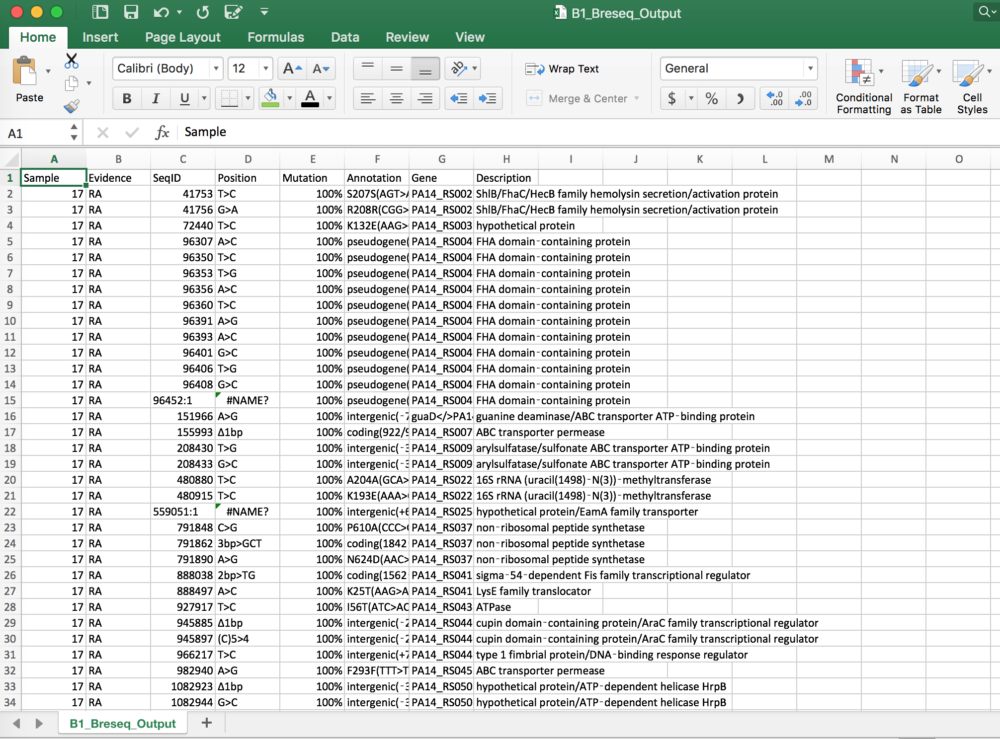 B1_Breseq_Output
Home Insert Page Layout Formulas Data Review View
Paste
Calibri (Body) 12 A A
B I U A
ab
Wrap Text
Merge & Center
General
$ % .0 .00 .00 .0
Conditional Formatting
Format as Table
Cell Styles
A1 fx Sample
A B C D E F G H I J K L M N O
1 Sample Evidence SeqID Position Mutation Annotation Gene Description
2 17 RA 41753 T>C 100% S207S(AGT> PA14_RS002 ShlB/FhaC/HecB family hemolysin secretion/activation protein
3 17 RA 41756 G>A 100% R208R(CGG> PA14_RS002 ShlB/FhaC/HecB family hemolysin secretion/activation protein
4 17 RA 72440 T>C 100% K132E(AAG> PA14_RS003 hypothetical protein
5 17 RA 96307 A>C 100% pseudogene( PA14_RS004 FHA domain-containing protein
6 17 RA 96350 T>C 100% pseudogene( PA14_RS004 FHA domain-containing protein
7 17 RA 96353 T>G 100% pseudogene( PA14_RS004 FHA domain-containing protein
8 17 RA 96356 A>C 100% pseudogene( PA14_RS004 FHA domain-containing protein
9 17 RA 96360 T>C 100% pseudogene( PA14_RS004 FHA domain-containing protein
10 17 RA 96391 A>G 100% pseudogene( PA14_RS004 FHA domain-containing protein
11 17 RA 96393 A>C 100% pseudogene( PA14_RS004 FHA domain-containing protein
12 17 RA 96401 G>C 100% pseudogene( PA14_RS004 FHA domain-containing protein
13 17 RA 96406 T>G 100% pseudogene( PA14_RS004 FHA domain-containing protein
14 17 RA 96408 G>C 100% pseudogene( PA14_RS004 FHA domain-containing protein
15 17 RA 96452:1 #NAME? 100% pseudogene( PA14_RS004 FHA domain-containing protein
16 17 RA 151966 A>G 100% intergenic(-7 guaD</>PA1 guanine deaminase/ABC transporter ATP-binding protein
17 17 RA 155993 Δ1bp 100% coding(922/9 PA14_RS007 ABC transporter permease
18 17 RA 208430 T>G 100% intergenic(-3 PA14_RS009 arylsulfatase/sulfonate ABC transporter ATP-binding protein
19 17 RA 208433 G>C 100% intergenic(-3 PA14_RS009 arylsulfatase/sulfonate ABC transporter ATP-binding protein
20 17 RA 480880 T>C 100% A204A(GCA> PA14_RS022 16S rRNA (uracil(1498)-N(3))-methyltransferase
21 17 RA 480915 T>C 100% K193E(AAA> PA14_RS022 16S rRNA (uracil(1498)-N(3))-methyltransferase
22 17 RA 559051:1 #NAME? 100% intergenic(+6 PA14_RS025 hypothetical protein/EamA family transporter
23 17 RA 791848 C>G 100% P610A(CCC> PA14_RS037 non-ribosomal peptide synthetase
24 17 RA 791862 3bp>GCT 100% coding(1842 PA14_RS037 non-ribosomal peptide synthetase
25 17 RA 791890 A>G 100% N624D(AAC> PA14_RS037 non-ribosomal peptide synthetase
26 17 RA 888038 2bp>TG 100% coding(1562 PA14_RS041 sigma-54-dependent Fis family transcriptional regulator
27 17 RA 888497 A>C 100% K25T(AAG>A PA14_RS041 LysE family translocator
28 17 RA 927917 T>C 100% I56T(ATC>AC PA14_RS043 ATPase
29 17 RA 945885 Δ1bp 100% intergenic(-2 PA14_RS044 cupin domain-containing protein/AraC family transcriptional regulator
30 17 RA 945897 (C)5>4 100% intergenic(-2 PA14_RS044 cupin domain-containing protein/AraC family transcriptional regulator
31 17 RA 966217 T>C 100% intergenic(+7 PA14_RS044 type 1 fimbrial protein/DNA-binding response regulator
32 17 RA 982940 A>G 100% F293F(TTT>T PA14_RS045 ABC transporter permease
33 17 RA 1082923 Δ1bp 100% intergenic(-3 PA14_RS050 hypothetical protein/ATP-dependent helicase HrpB
34 17 RA 1082944 G>C 100% intergenic(-3 PA14_RS050 hypothetical protein/ATP-dependent helicase HrpB
B1_Breseq_Output +